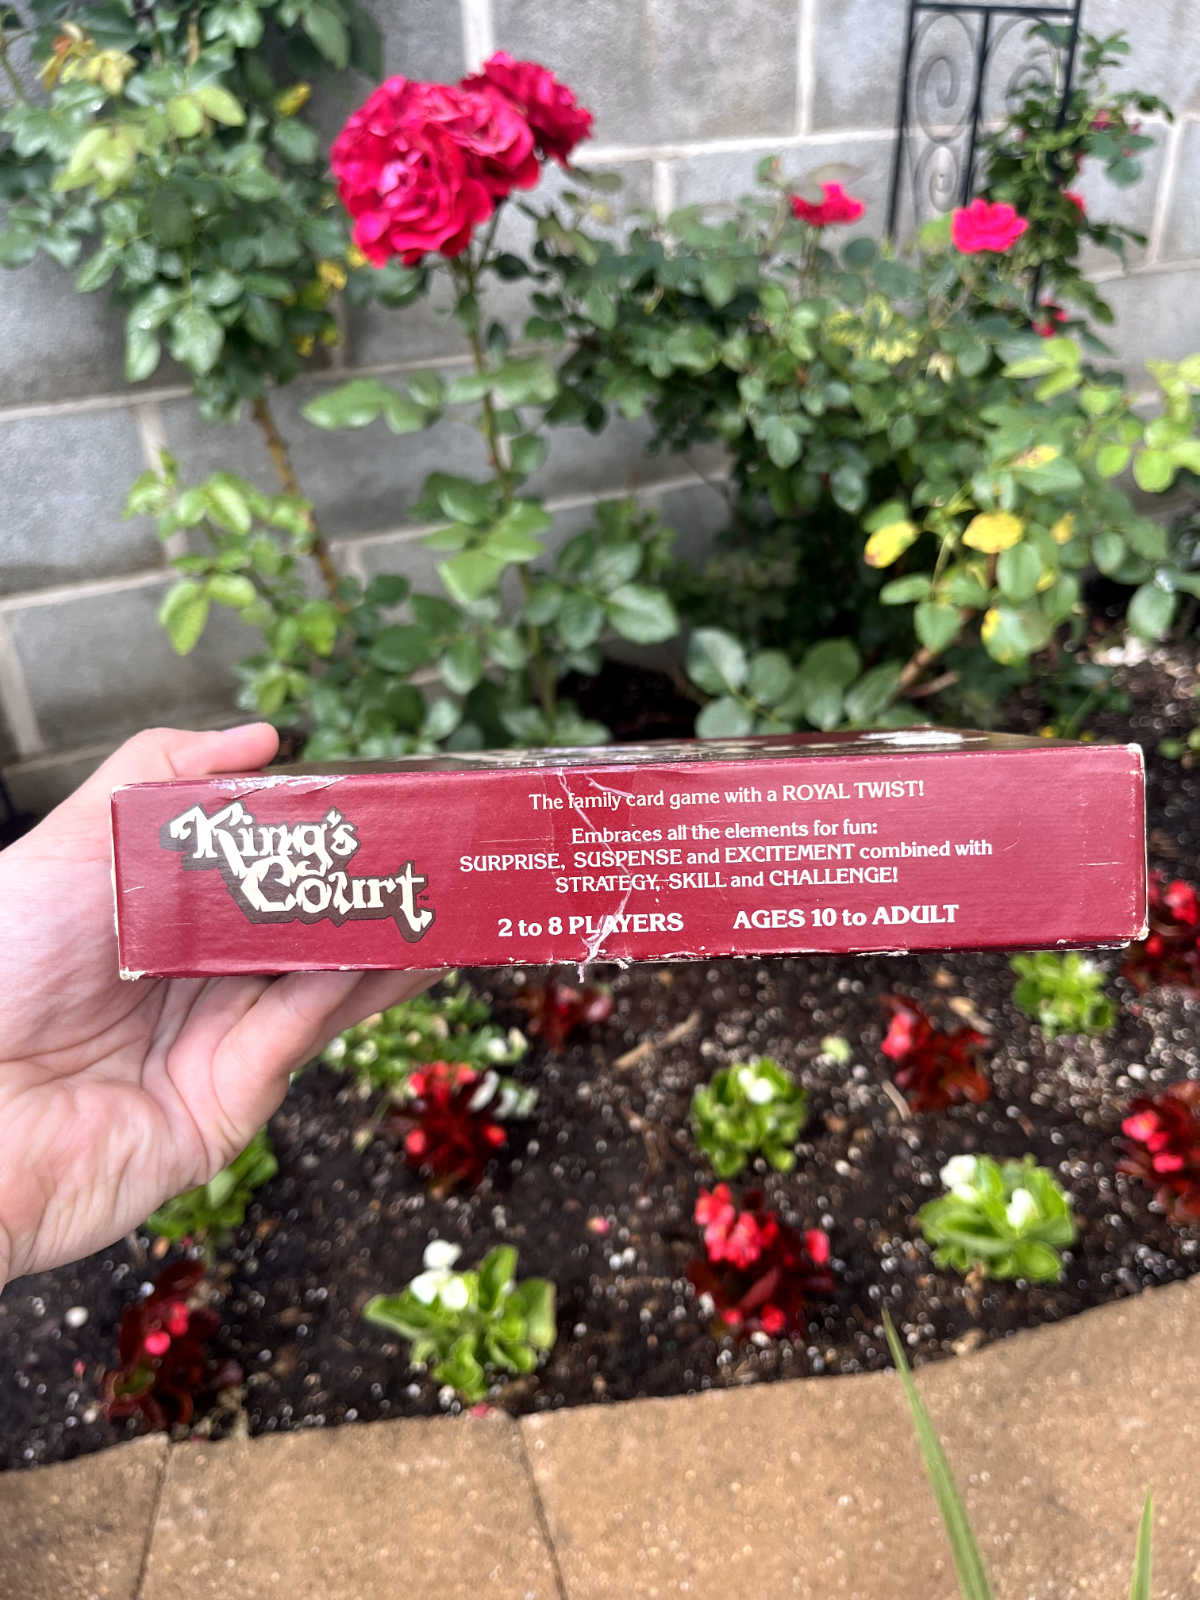 King's
Court™
The family card game with a ROYAL TWIST!
Embraces all the elements for fun:
SURPRISE, SUSPENSE and EXCITEMENT combined with
STRATEGY, SKILL and CHALLENGE!
2 to 8 PLAYERS AGES 10 to ADULT